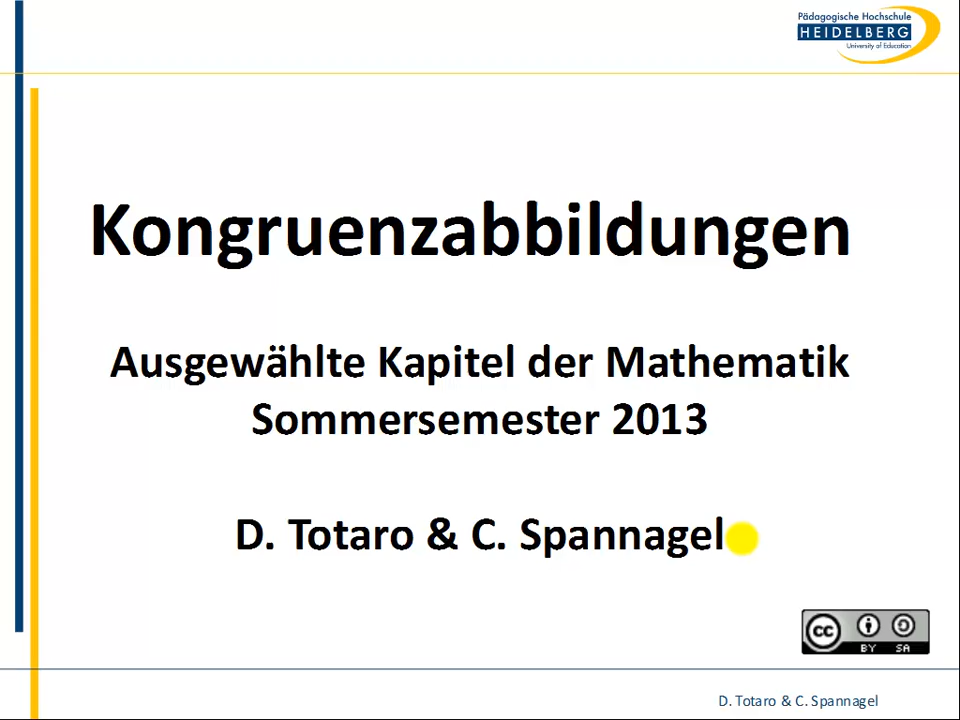 Pädagogische Hochschule
HEIDELBERG
University of Education
Kongruenzabbildungen
Ausgewählte Kapitel der Mathematik
Sommersemester 2013
D. Totaro & C. Spannagel
cc
BY SA
D. Totaro & C. Spannagel